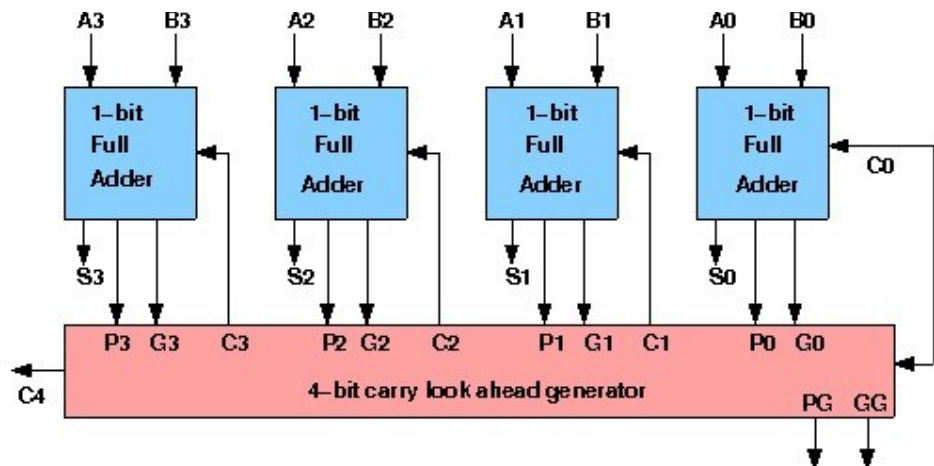 A3 B3 A2 B2 A1 B1 A0 B0
1-bit Full Adder
1-bit Full Adder
1-bit Full Adder
1-bit Full Adder
C0
S3 S2 S1 S0
P3 G3 C3 P2 G2 C2 P1 G1 C1 P0 G0
C4
4-bit carry look ahead generator
PG GG